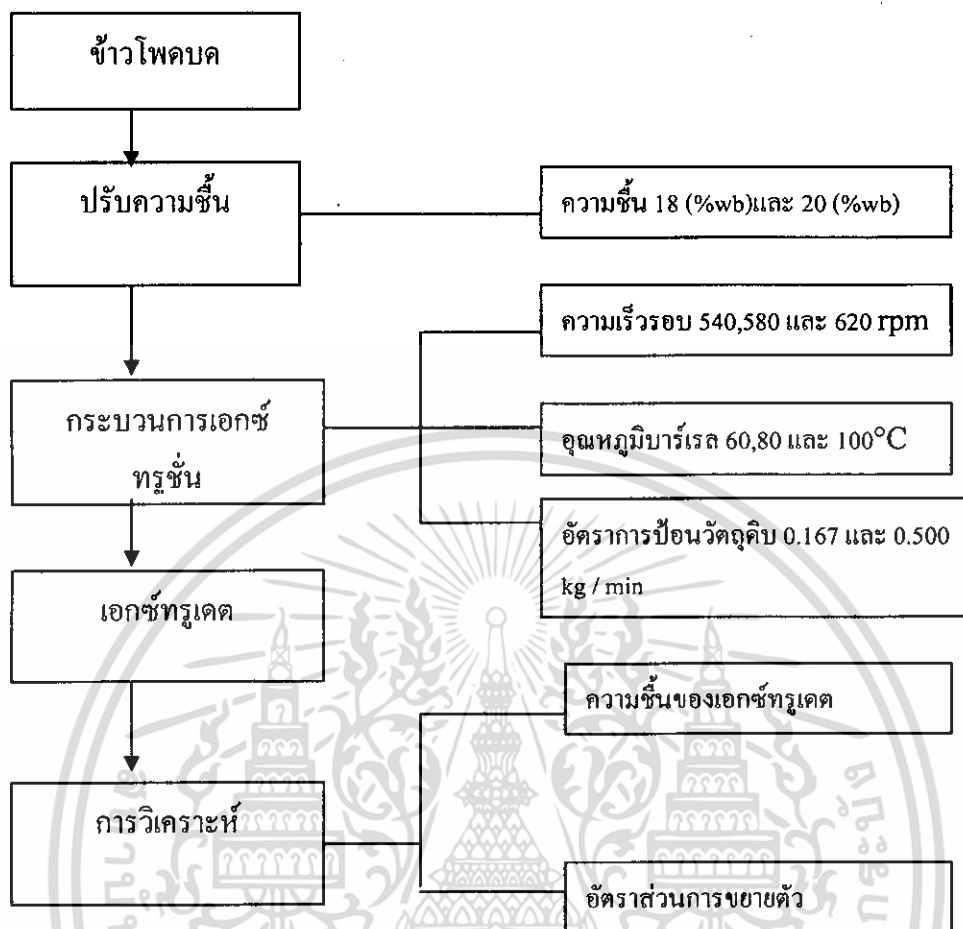 ข้าวโพดบด
ปรับความชื้น
ความชื้น 18 (%wb)และ 20 (%wb)
ความเร็วรอบ 540,580 และ 620 rpm
กระบวนการเอกซ์
ทรูชั่น
อุณหภูมิบาร์เรล 60,80 และ 100°C
อัตราการป้อนวัตถุดิบ 0.167 และ 0.500
kg / min
เอกซ์ทรูเดต
ความชื้นของเอกซ์ทรูเดต
การวิเคราะห์
อัตราส่วนการขยายตัว